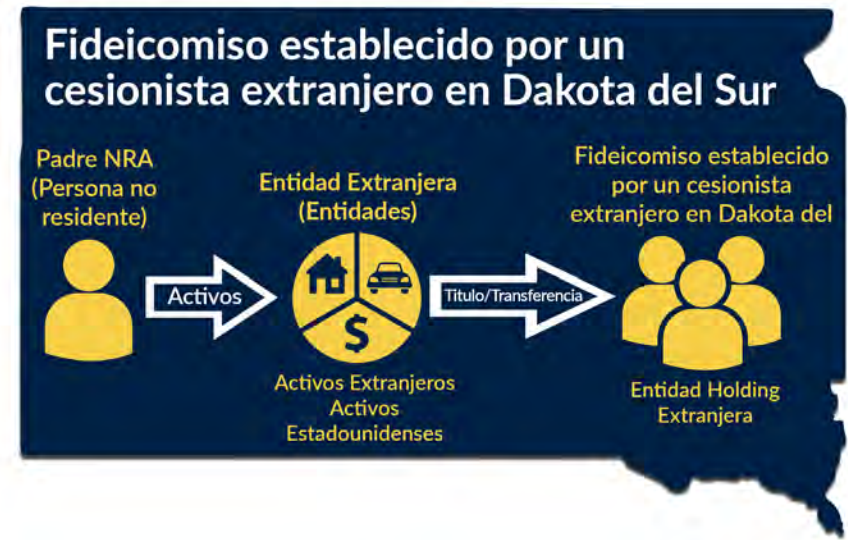 Fideicomiso establecido por un
cesionista extranjero en Dakota del Sur
Padre NRA
(Persona no
residente)
Activos
Entidad Extranjera
(Entidades)
$
Activos Extranjeros
Activos
Estadounidenses
Titulo/Transferencia
Fideicomiso establecido
por un cesionista
extranjero en Dakota del
Entidad Holding
Extranjera